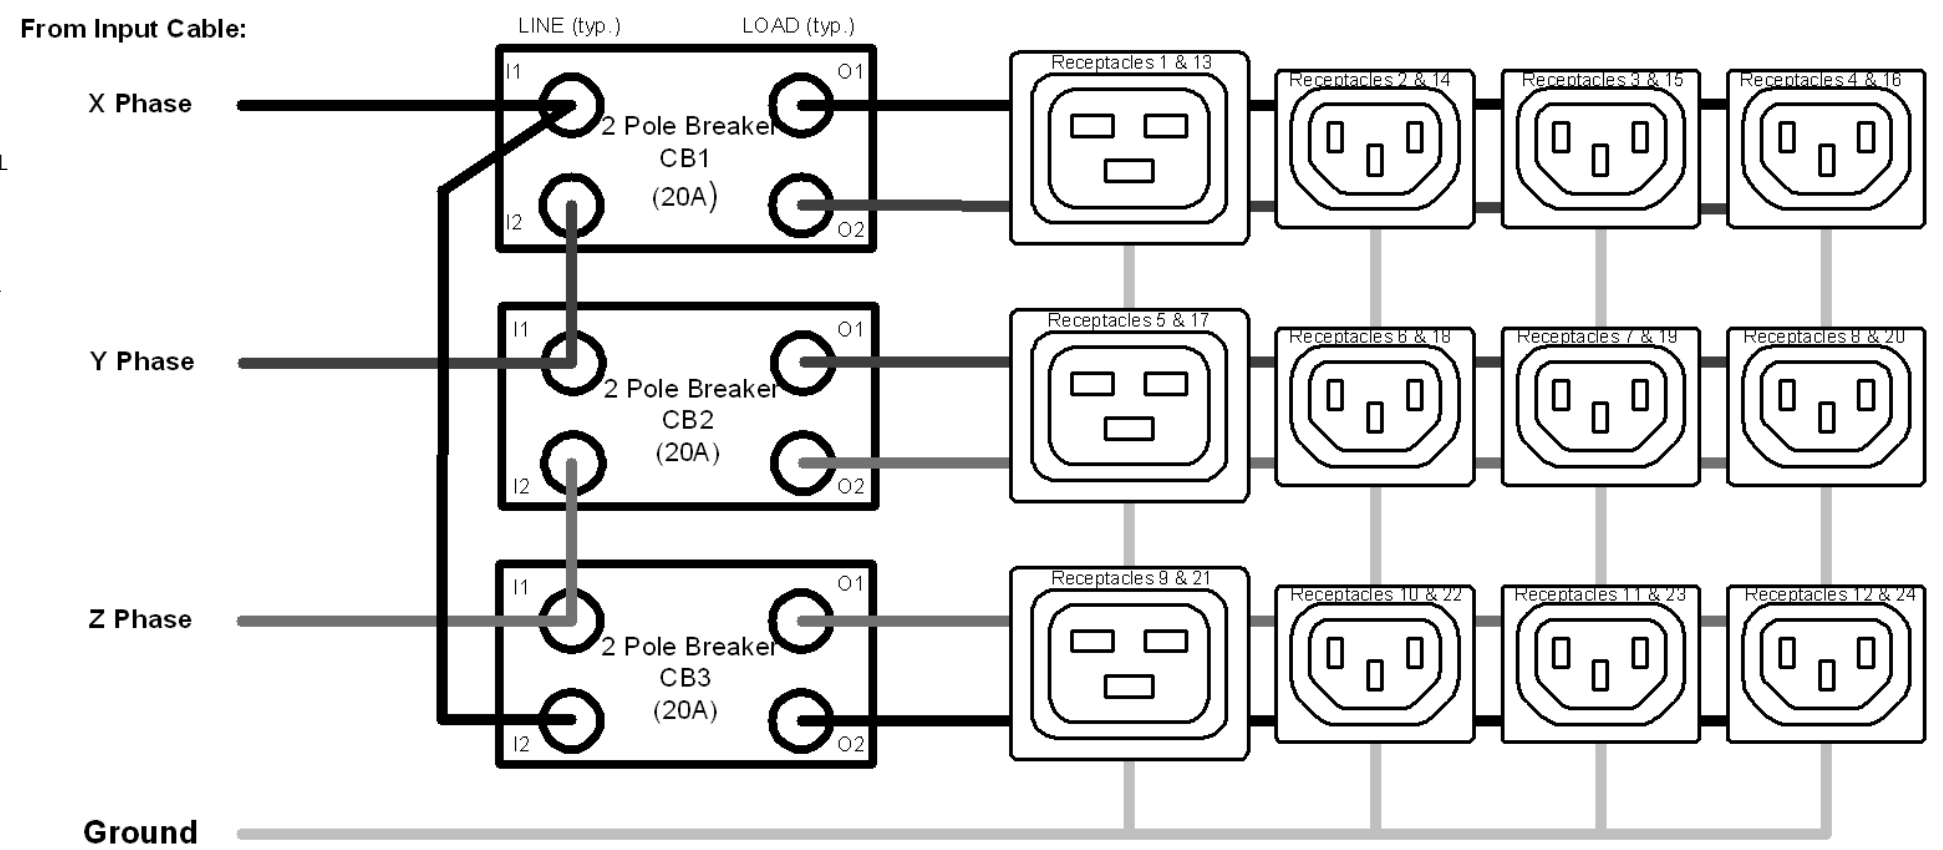 From Input Cable:
LINE (typ.)
LOAD (typ.)
X Phase
I1
O1
2 Pole Breaker
CB1
(20A)
I2
O2
Receptacles 1 & 13
Receptacles 2 & 14
Receptacles 3 & 15
Receptacles 4 & 16
Y Phase
I1
O1
2 Pole Breaker
CB2
(20A)
I2
O2
Receptacles 5 & 17
Receptacles 6 & 18
Receptacles 7 & 19
Receptacles 8 & 20
Z Phase
I1
O1
2 Pole Breaker
CB3
(20A)
I2
O2
Receptacles 9 & 21
Receptacles 10 & 22
Receptacles 11 & 23
Receptacles 12 & 24
Ground